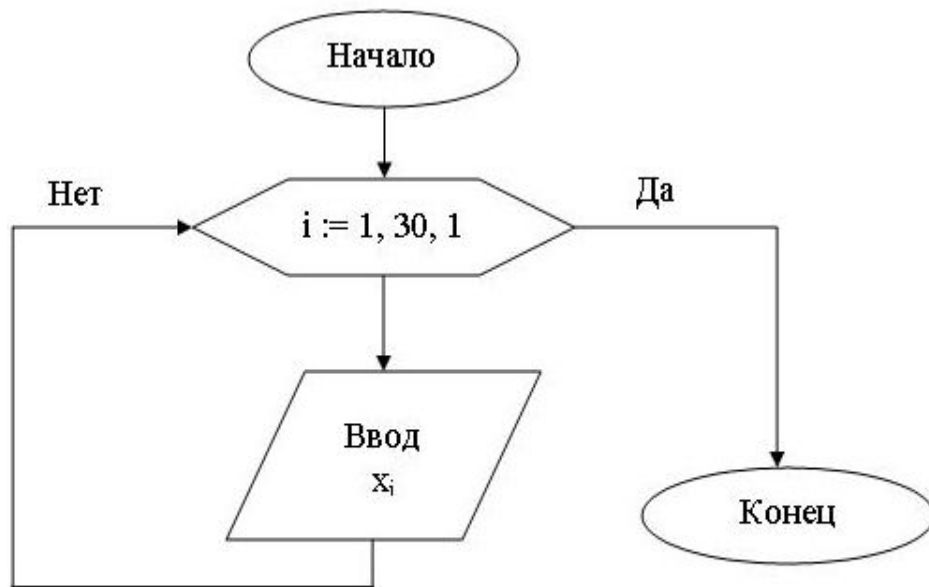 Начало
Нет
Да
i := 1, 30, 1
Ввод
xᵢ
Конец